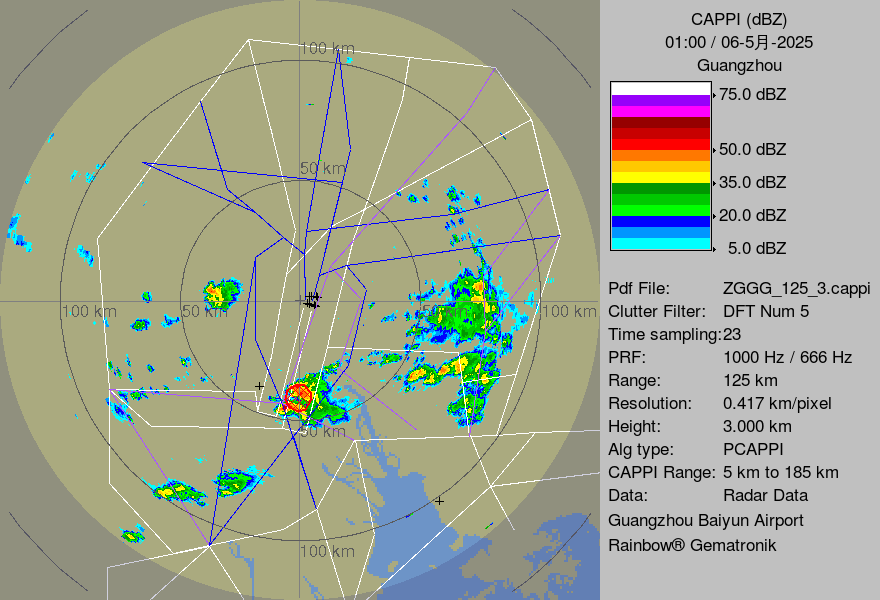 CAPPI (dBZ)
01:00 / 06-5月-2025
Guangzhou
75.0 dBZ
50.0 dBZ
35.0 dBZ
20.0 dBZ
5.0 dBZ
Pdf File: ZGGG_125_3.cappi
Clutter Filter: DFT Num 5
Time sampling:23
PRF: 1000 Hz / 666 Hz
Range: 125 km
Resolution: 0.417 km/pixel
Height: 3.000 km
Alg type: PCAPPI
CAPPI Range: 5 km to 185 km
Data: Radar Data
Guangzhou Baiyun Airport
Rainbow® Gematronik
100 km
50 km
100 km
50 km
50 km
100 km
50 km
100 km